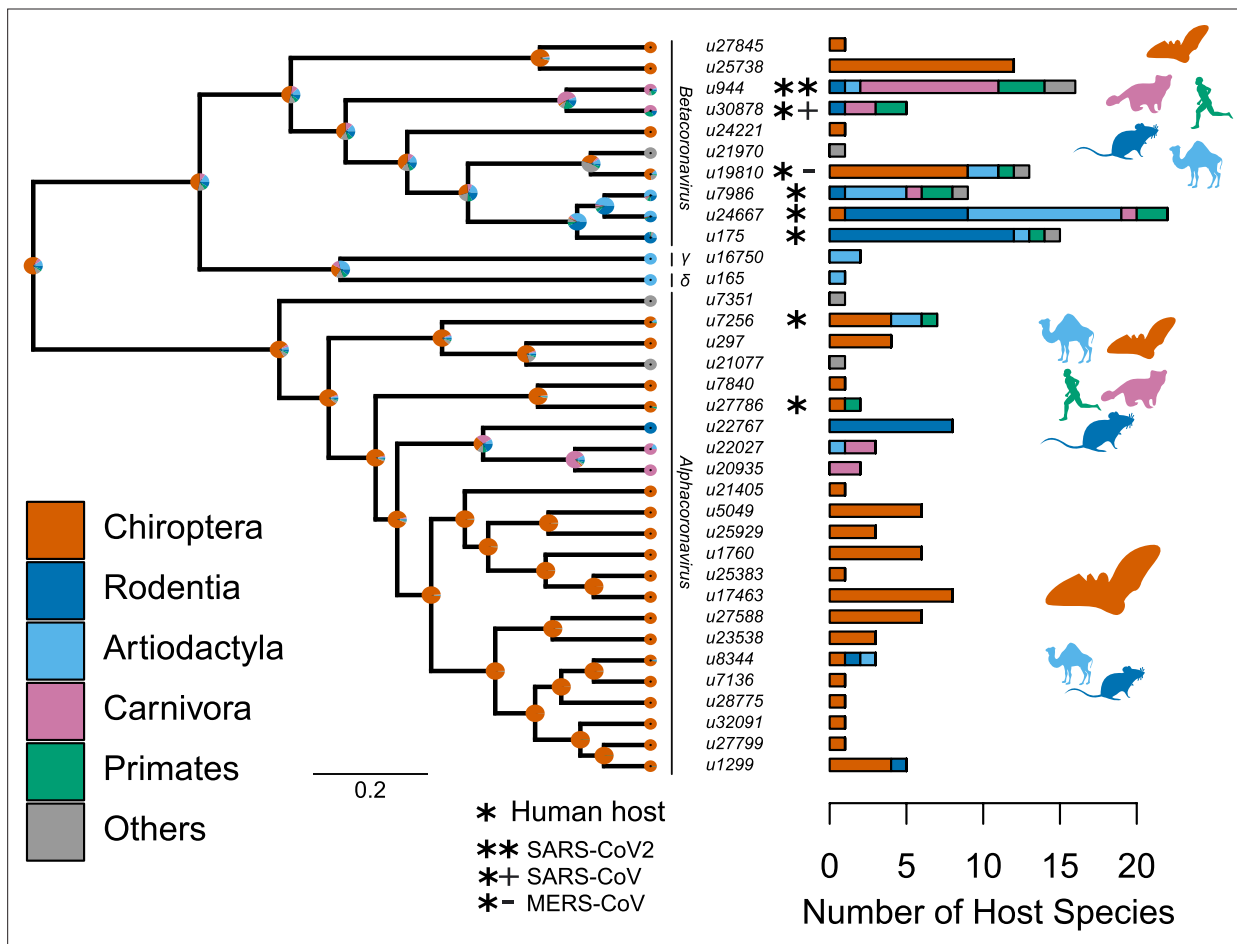 u27845
u25738
u944 **
u30878 *+
u24221
u21970
u19810 *-
u7986 *
u24667 *
u175 *
Betacoronavirus
u16750
γ
u165
δ
u7351
u7256 *
u297
u21077
u7840
u27786 *
u22767
u22027
u20935
u21405
u5049
u25929
u1760
u25383
u17463
u27588
u23538
u8344
u7136
u28775
u32091
u27799
u1299
Alphacoronavirus
Chiroptera
Rodentia
Artiodactyla
Carnivora
Primates
Others
0.2
* Human host
** SARS-CoV2
*+ SARS-CoV
*- MERS-CoV
0 5 10 15 20
Number of Host Species